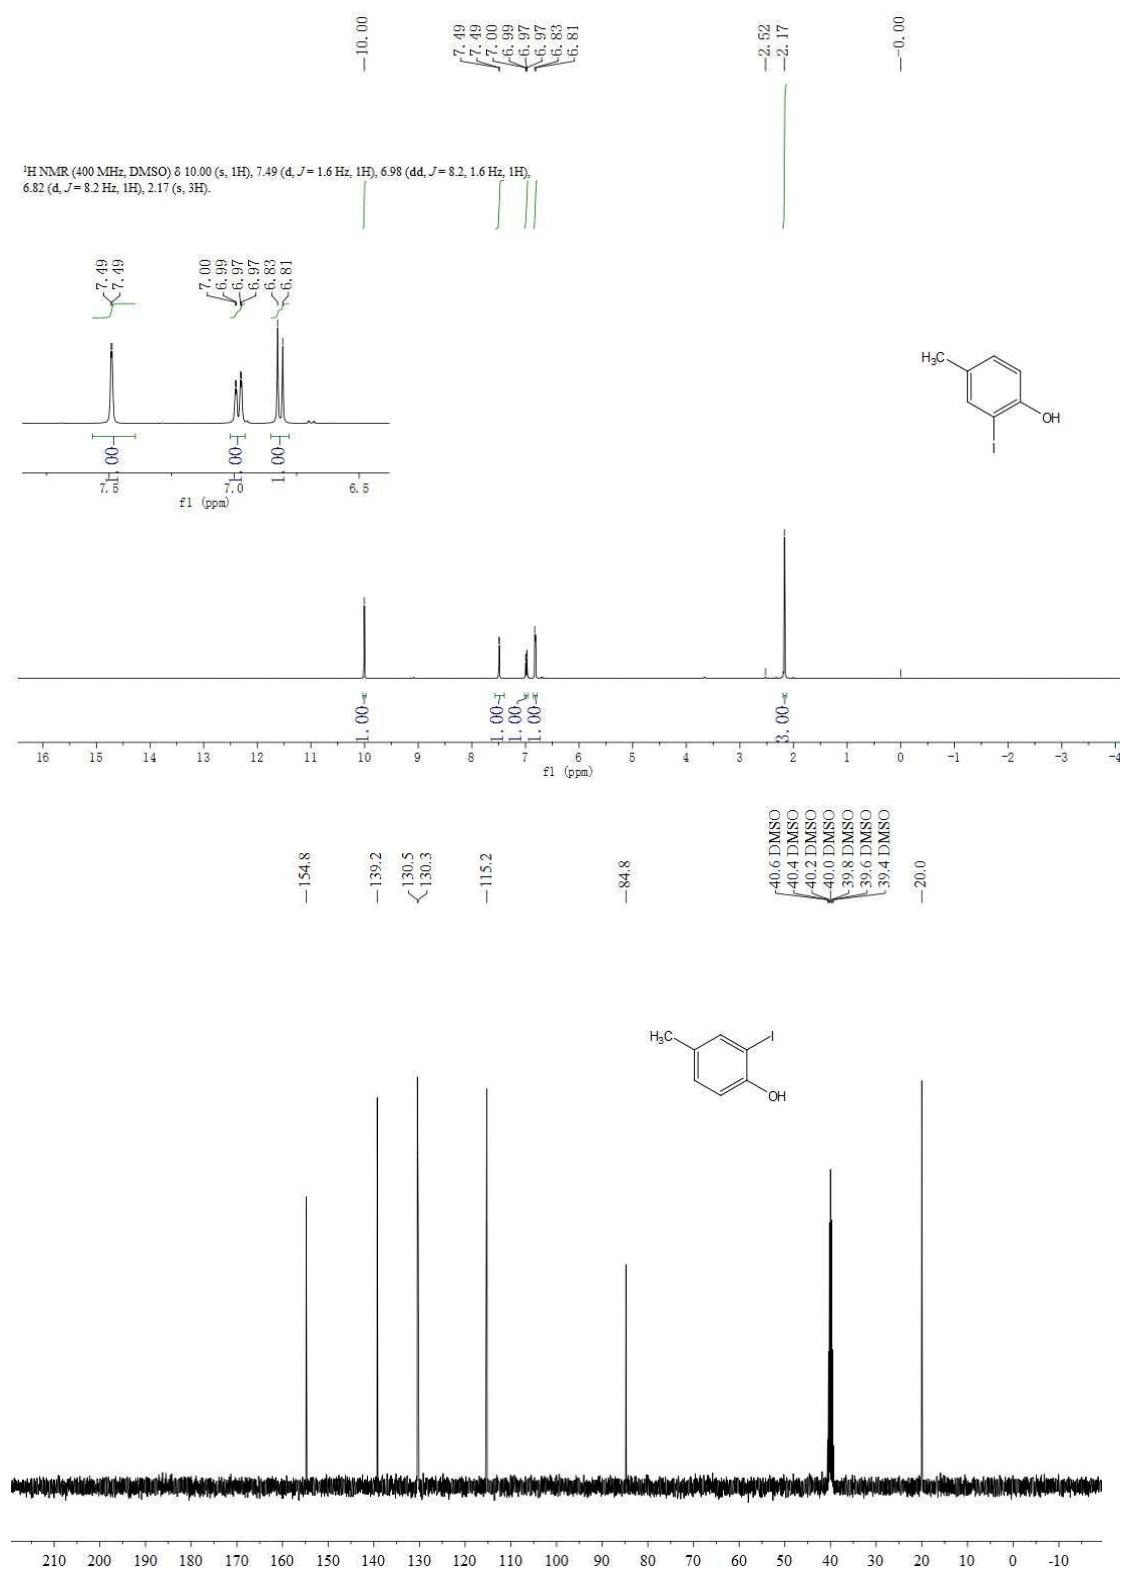 10.00
7.49
7.49
7.00
6.99
6.97
6.97
6.83
6.81
2.52
2.17
-0.00
¹H NMR (400 MHz, DMSO) δ 10.00 (s, 1H), 7.49 (d, J = 1.6 Hz, 1H), 6.98 (dd, J = 8.2, 1.6 Hz, 1H),
6.82 (d, J = 8.2 Hz, 1H), 2.17 (s, 3H).
7.49
7.49
7.00
6.99
6.97
6.97
6.83
6.81
1.00
1.00
1.00
7.5 7.0 6.5
f1 (ppm)
H₃C
OH
I
1.00
1.00
1.00
1.00
3.00
16 15 14 13 12 11 10 9 8 7 6 5 4 3 2 1 0 -1 -2 -3 -4
f1 (ppm)
154.8
139.2
130.5
130.3
115.2
84.8
40.6 DMSO
40.4 DMSO
40.2 DMSO
40.0 DMSO
39.8 DMSO
39.6 DMSO
39.4 DMSO
20.0
H₃C
I
OH
210 200 190 180 170 160 150 140 130 120 110 100 90 80 70 60 50 40 30 20 10 0 -10